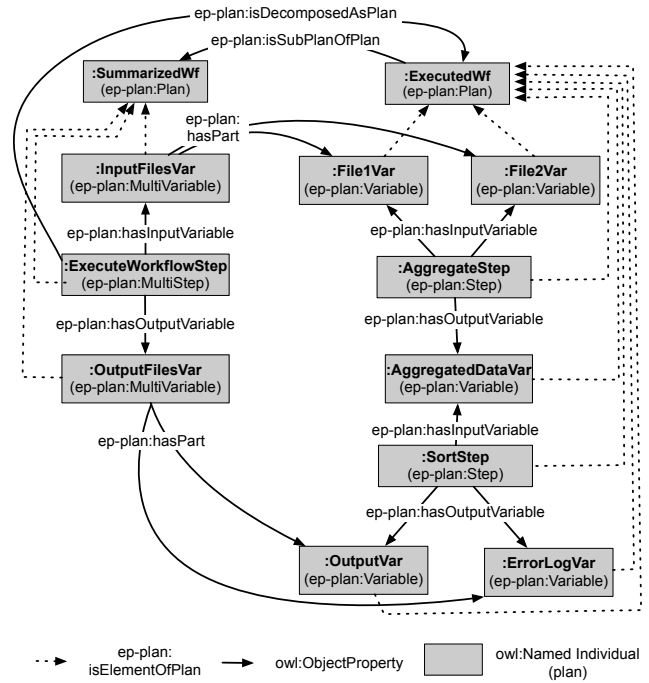 ep-plan:isDecomposedAsPlan
ep-plan:isSubPlanOfPlan
:SummarizedWf
(ep-plan:Plan)
:ExecutedWf
(ep-plan:Plan)
ep-plan:
hasPart
:InputFilesVar
(ep-plan:MultiVariable)
:File1Var
(ep-plan:Variable)
:File2Var
(ep-plan:Variable)
ep-plan:hasInputVariable
ep-plan:hasInputVariable
:ExecuteWorkflowStep
(ep-plan:MultiStep)
:AggregateStep
(ep-plan:Step)
ep-plan:hasOutputVariable
ep-plan:hasOutputVariable
:OutputFilesVar
(ep-plan:MultiVariable)
:AggregatedDataVar
(ep-plan:Variable)
ep-plan:hasPart
ep-plan:hasInputVariable
:SortStep
(ep-plan:Step)
ep-plan:hasOutputVariable
:OutputVar
(ep-plan:Variable)
:ErrorLogVar
(ep-plan:Variable)
ep-plan:
isElementOfPlan
owl:ObjectProperty
owl:Named Individual
(plan)